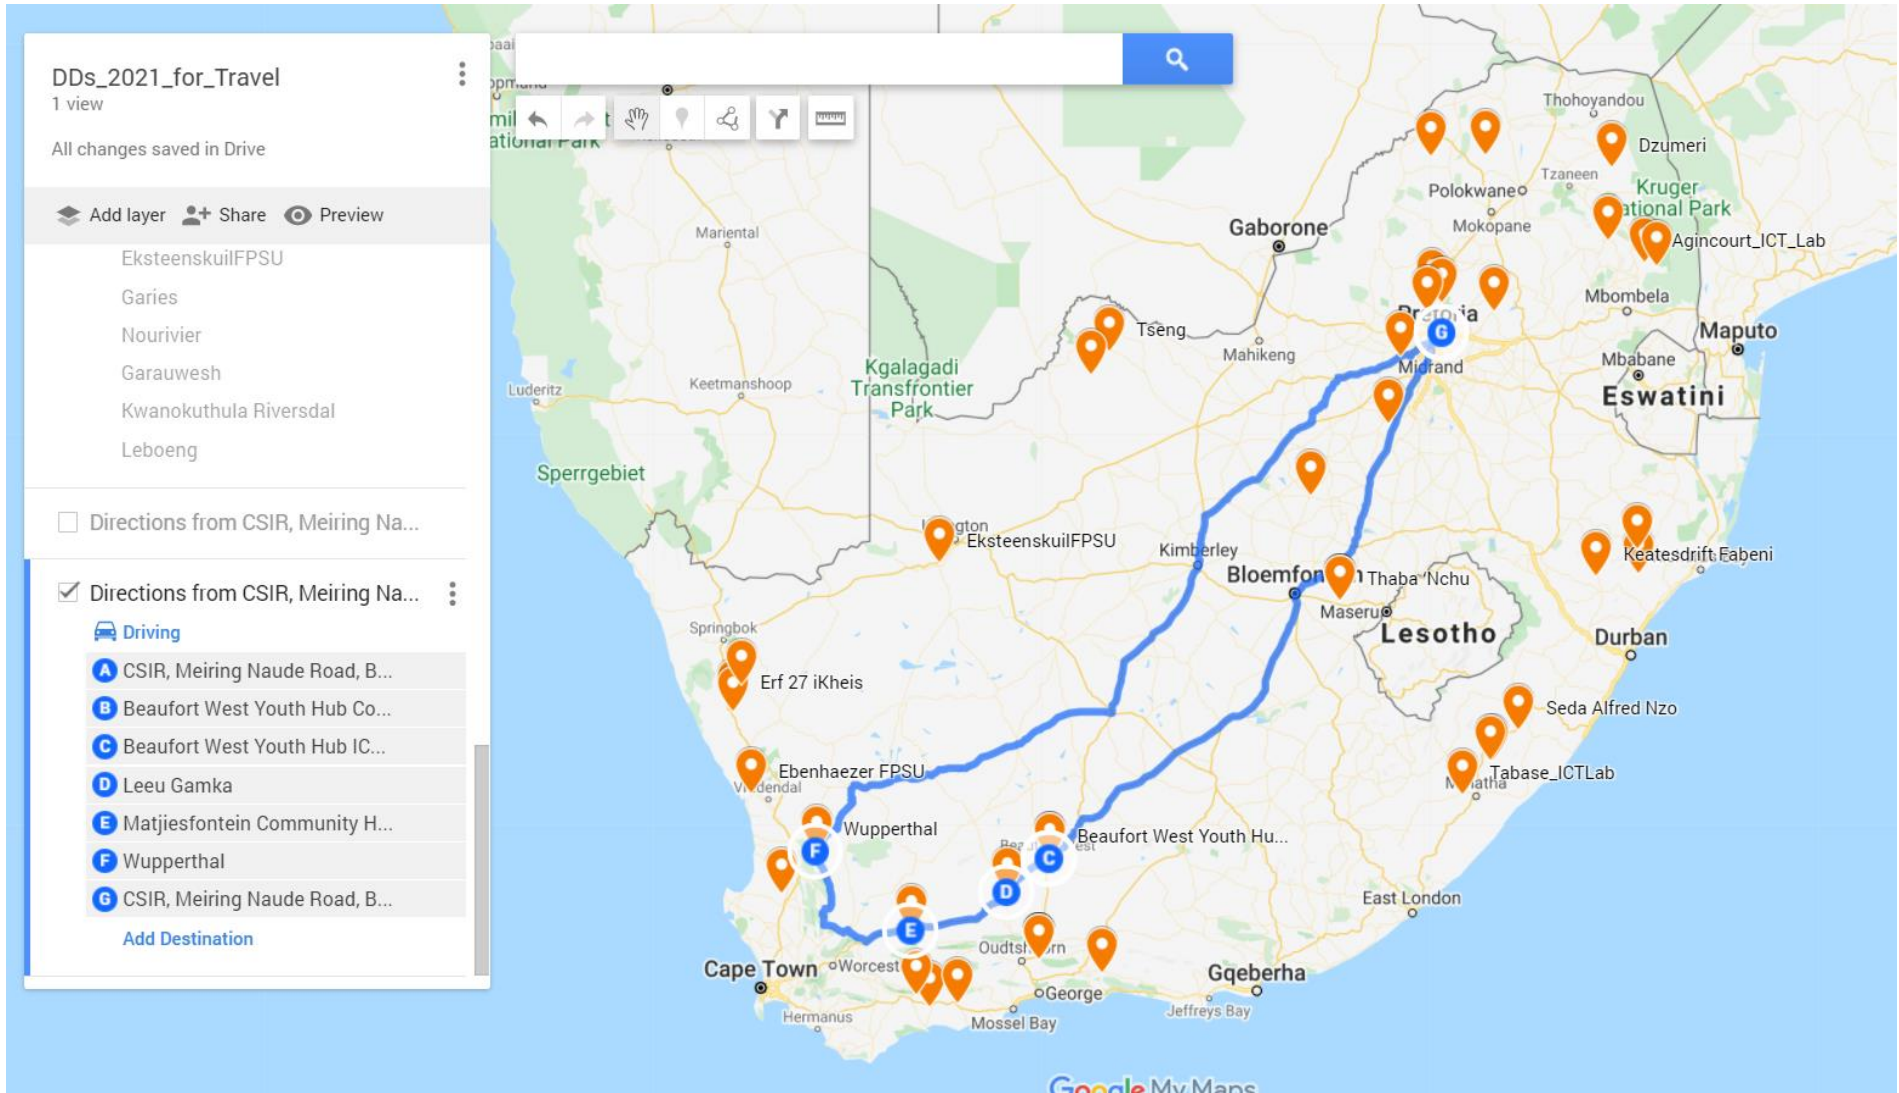 DDs_2021_for_Travel
1 view
All changes saved in Drive
Add layer
Share
Preview
EksteenskuilFPSU
Garies
Nourivier
Garauwesh
Kwanokuthula Riversdal
Leboeng
Directions from CSIR, Meiring Na...
Directions from CSIR, Meiring Na...
Driving
A CSIR, Meiring Naude Road, B...
B Beaufort West Youth Hub Co...
C Beaufort West Youth Hub IC...
D Leeu Gamka
E Matjiesfontein Community H...
F Wupperthal
G CSIR, Meiring Naude Road, B...
Add Destination
Thohoyandou
Dzumeri
Tzaneen
Polokwane
Kruger
National Park
Mokopane
Gaborone
Agincourt_ICT_Lab
Mariental
Mbombela
Pretoria
G
Maputo
Tseng
Mahikeng
Midrand
Mbabane
Eswatini
Kgalagadi
Transfrontier
Park
Luderitz
Keetmanshoop
Sperrgebiet
EksteenskuilFPSU
Kimberley
Keatesdrift
Fabeni
Bloemfon
Thaba 'Nchu
Maseru
Lesotho
Durban
Springbok
Erf 27 iKheis
Seda Alfred Nzo
Ebenhaezer FPSU
Tabase_ICTLab
Wupperthal
Beaufort West Youth Hu...
F
C
D
E
East London
Cape Town
Worcest
George
Gqeberha
Jeffreys Bay
Hermanus
Mossel Bay
Google My Maps